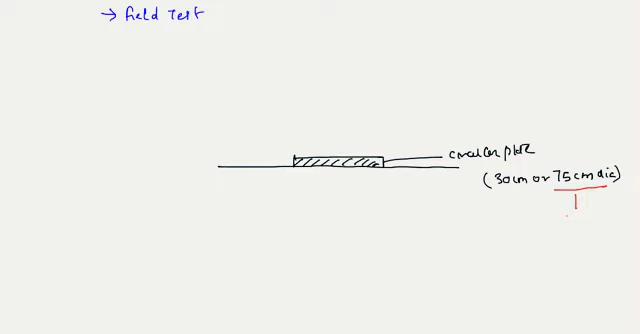 → field test
circular plate
(30cm or 75cm dia)